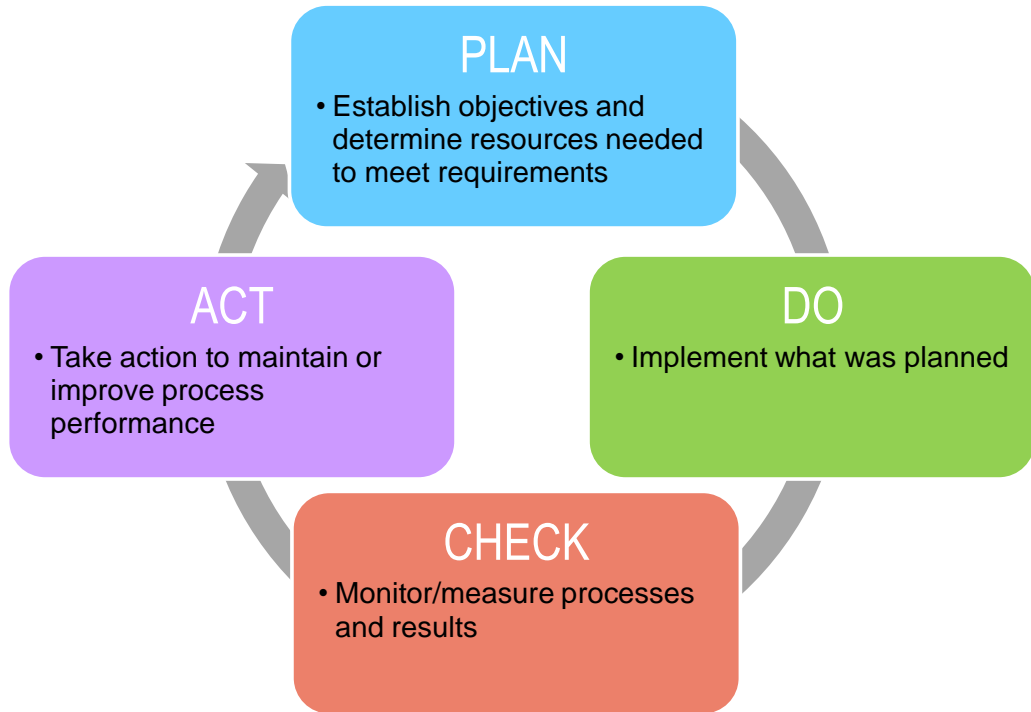 PLAN
• Establish objectives and
determine resources needed
to meet requirements
ACT
• Take action to maintain or
improve process
performance
DO
• Implement what was planned
CHECK
• Monitor/measure processes
and results